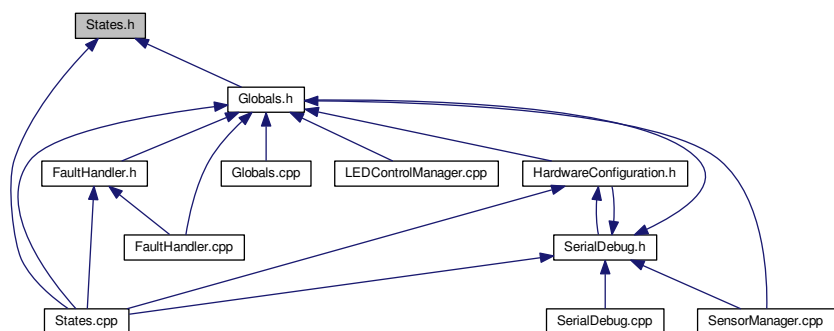 States.h
Globals.h
FaultHandler.h
Globals.cpp
LEDControlManager.cpp
HardwareConfiguration.h
FaultHandler.cpp
SerialDebug.h
States.cpp
SerialDebug.cpp
SensorManager.cpp